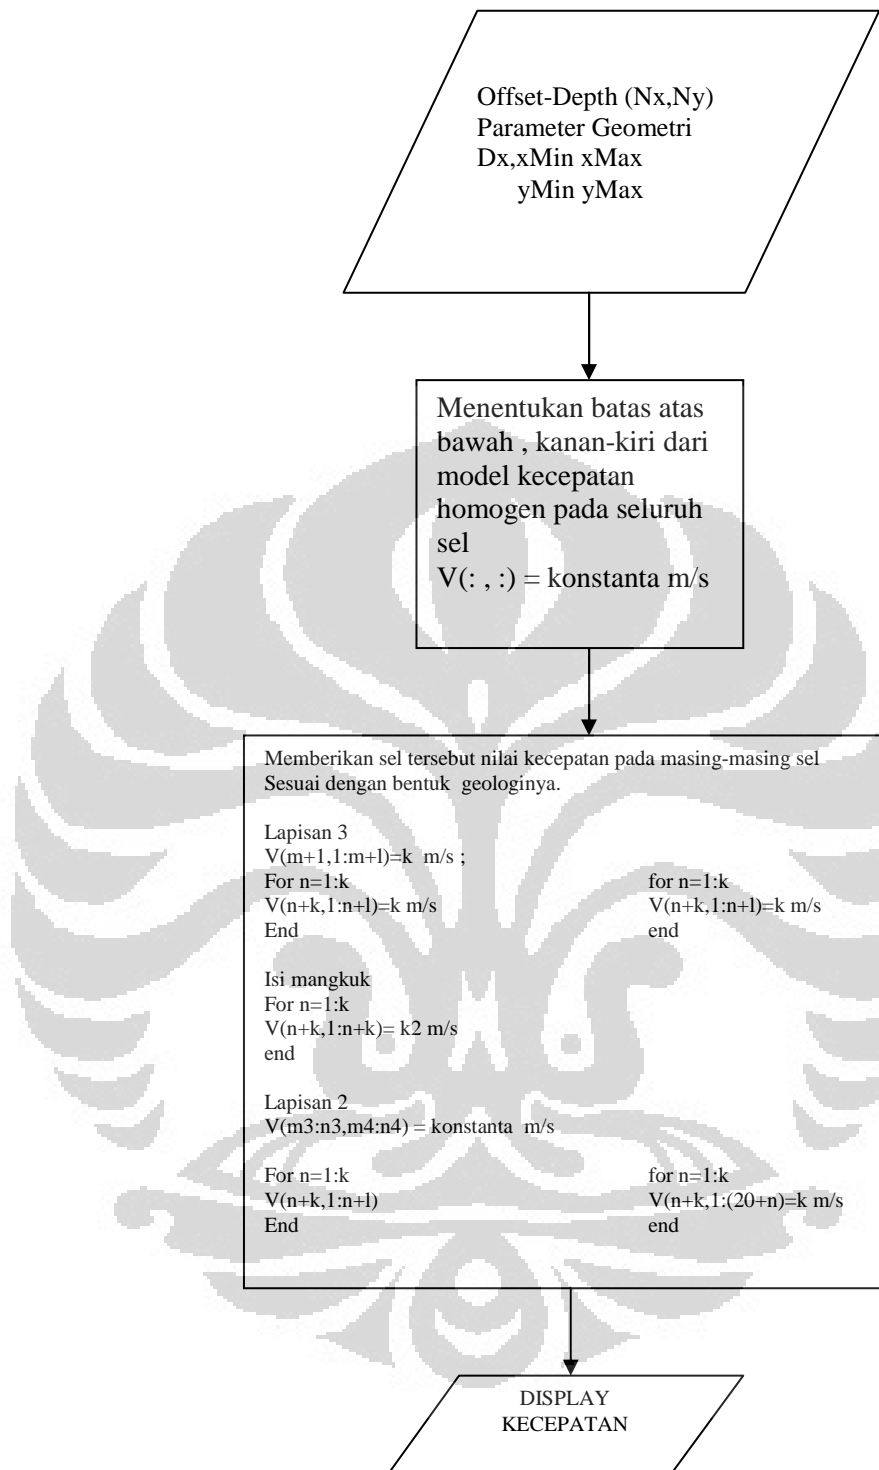 Offset-Depth (Nx,Ny)
Parameter Geometri
Dx,xMin xMax
yMin yMax
Menentukan batas atas
bawah , kanan-kiri dari
model kecepatan
homogen pada seluruh
sel
V(: , :) = konstanta m/s
Memberikan sel tersebut nilai kecepatan pada masing-masing sel
Sesuai dengan bentuk  geologinya.
Lapisan 3
V(m+1,1:m+l)=k  m/s ;
For n=1:k
V(n+k,1:n+l)=k m/s
End
for n=1:k
V(n+k,1:n+l)=k m/s
end
Isi mangkuk
For n=1:k
V(n+k,1:n+k)= k2 m/s
end
Lapisan 2
V(m3:n3,m4:n4) = konstanta  m/s
For n=1:k
V(n+k,1:n+l)
End
for n=1:k
V(n+k,1:(20+n)=k m/s
end
DISPLAY
KECEPATAN